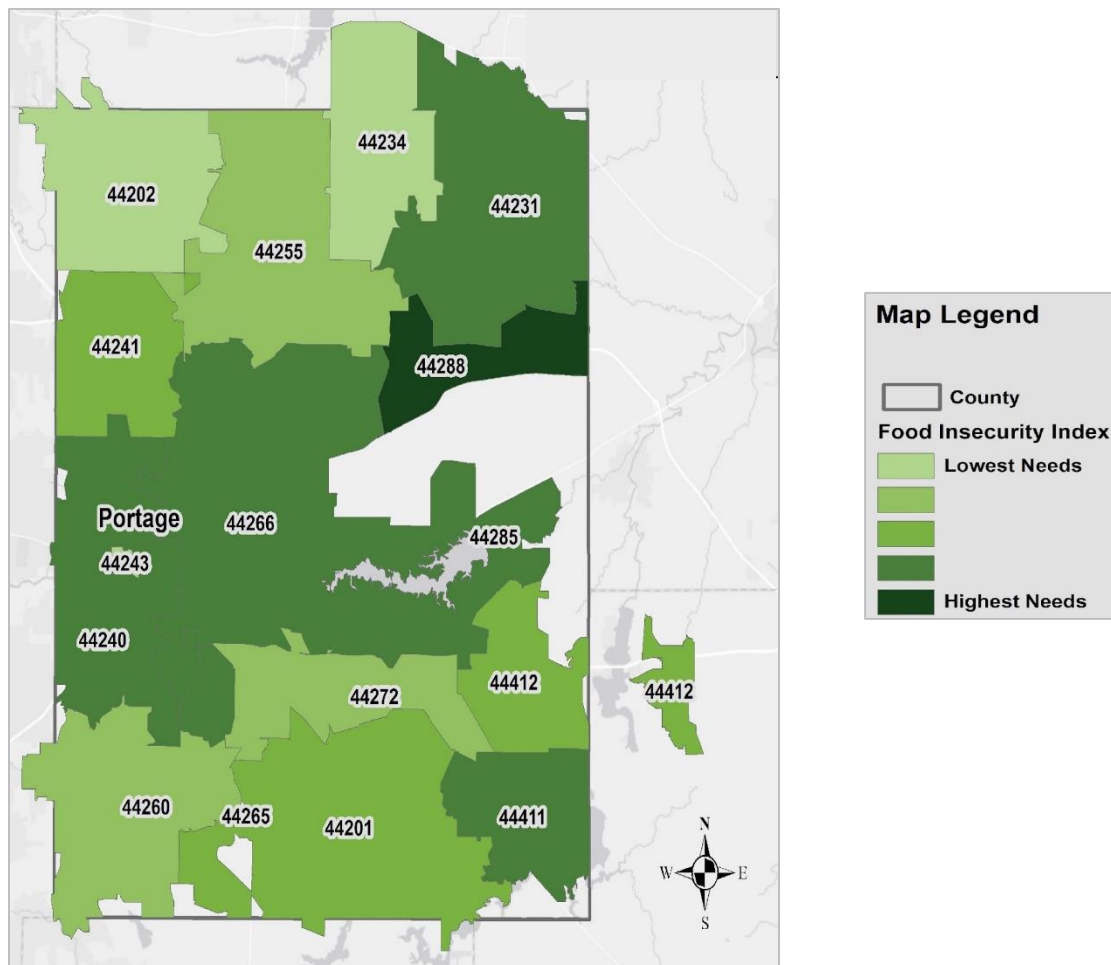 44234
44202
44231
44255
44241
44288
Portage
44266
44285
44243
44240
44412
44272
44412
44260
44265
44201
44411
N
W
E
S
Map Legend
County
Food Insecurity Index
Lowest Needs
Highest Needs